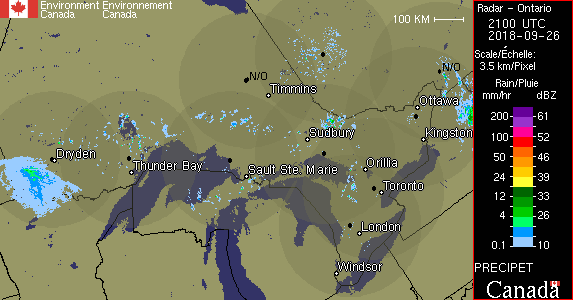 Environment Environnement
Canada Canada
100 KM
N/O
N/O
Timmins
Ottawa
Kingston
Sudbury
Dryden
Thunder Bay
Sault Ste. Marie
Orillia
Toronto
London
Windsor
Radar - Ontario
2100 UTC
2018-09-26
Scale/Échelle:
3.5 km/Pixel
Rain/Pluie
mm/hr dBZ
200 61
100 52
50 46
24 39
12 33
4 26
0.1 10
PRECIPET
Canada